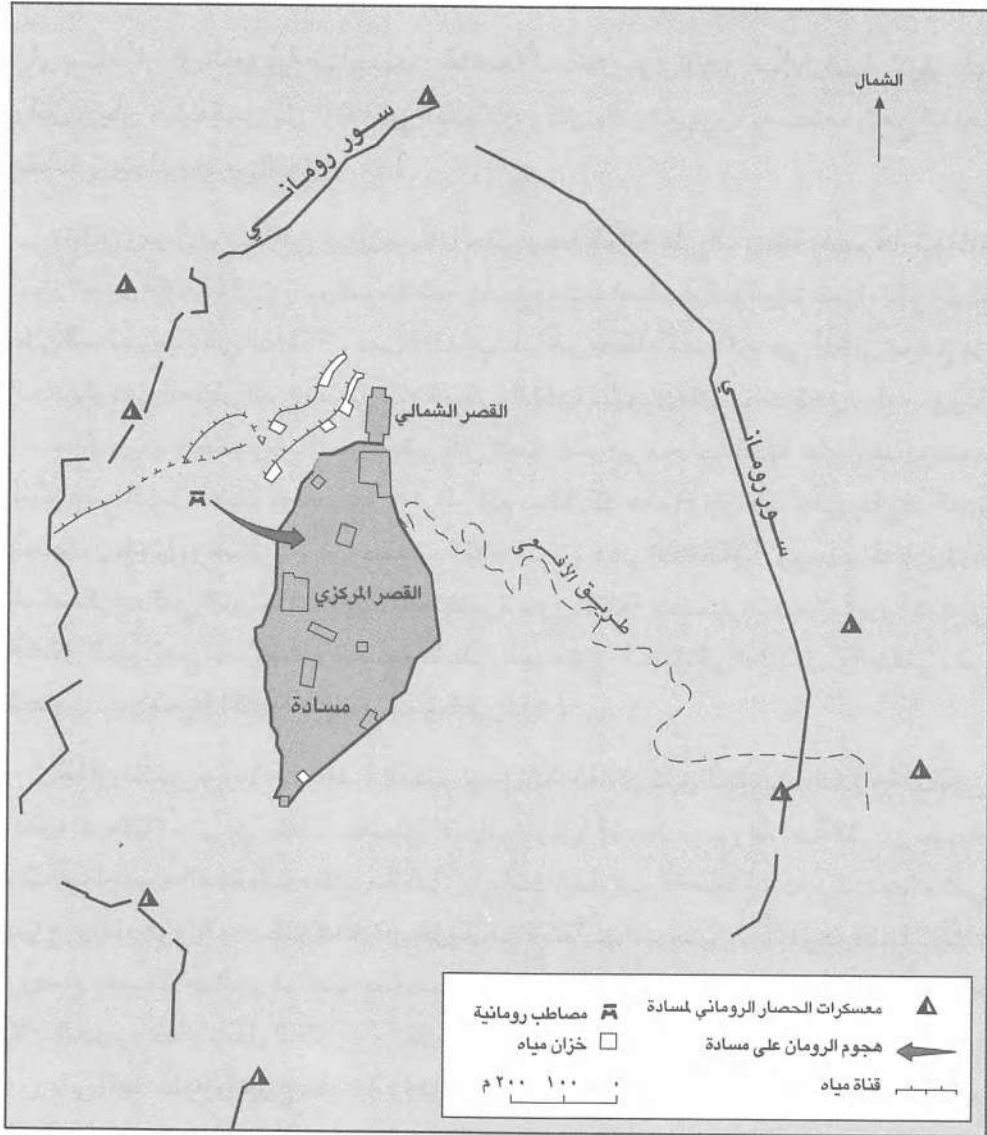 الشمال
سور روماني
القصر الشمالي
سور روماني
طريق الأفعى
القصر المركزي
مسادة
معسكرات الحصار الروماني لمسادة
مصاطب رومانية
هجوم الرومان على مسادة
خزان مياه
قناة مياه
٠ ١٠٠ ٢٠٠ م